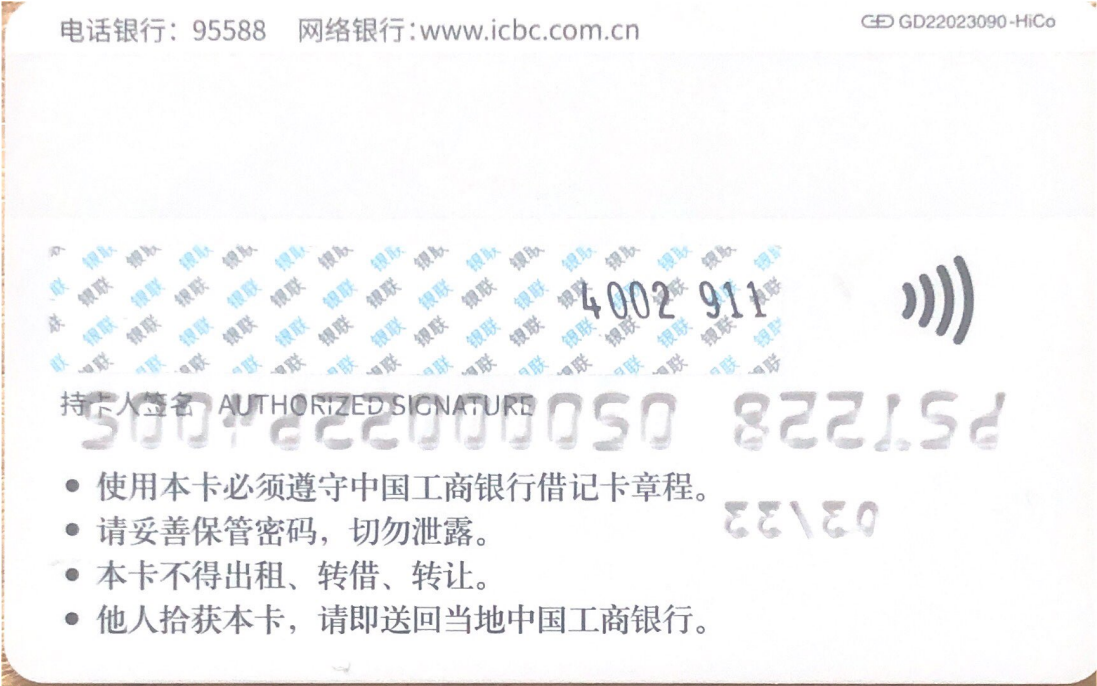 电话银行：95588 网络银行：www.icbc.com.cn
GD22023090-HiCo
银联
4002 911
持卡人签名 AUTHORIZED SIGNATURE
• 使用本卡必须遵守中国工商银行借记卡章程。
• 请妥善保管密码，切勿泄露。
• 本卡不得出租、转借、转让。
• 他人拾获本卡，请即送回当地中国工商银行。